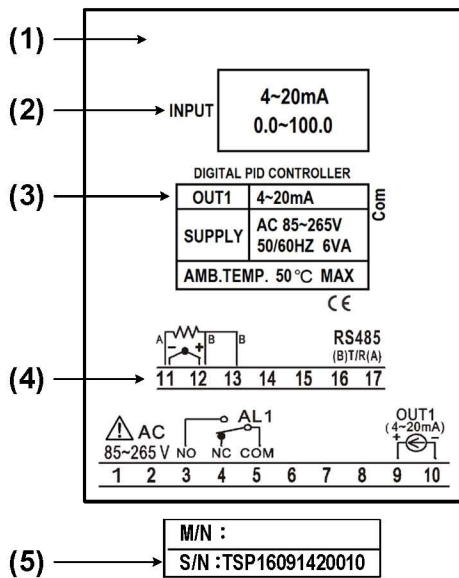 (1)
(2) INPUT 4~20mA
0.0~100.0
DIGITAL PID CONTROLLER
(3) OUT1 4~20mA
Com
SUPPLY AC 85~265V
50/60HZ 6VA
AMB.TEMP. 50°C MAX
CE
A B B RS485
- + (B)T/R(A)
(4) 11 12 13 14 15 16 17
AC AL1 OUT1
85~265 V NO NC COM (4~20mA)
+ -
1 2 3 4 5 6 7 8 9 10
M/N :
(5) S/N :TSP16091420010